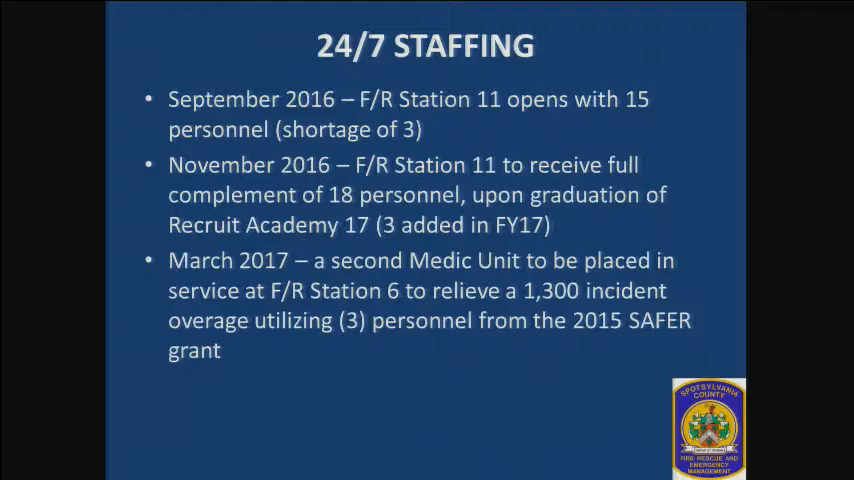 24/7 STAFFING
• September 2016 – F/R Station 11 opens with 15
personnel (shortage of 3)
• November 2016 – F/R Station 11 to receive full
complement of 18 personnel, upon graduation of
Recruit Academy 17 (3 added in FY17)
• March 2017 – a second Medic Unit to be placed in
service at F/R Station 6 to relieve a 1,300 incident
overage utilizing (3) personnel from the 2015 SAFER
grant
SPOTSYLVANIA
COUNTY
FIRE RESCUE AND
EMERGENCY
MANAGEMENT